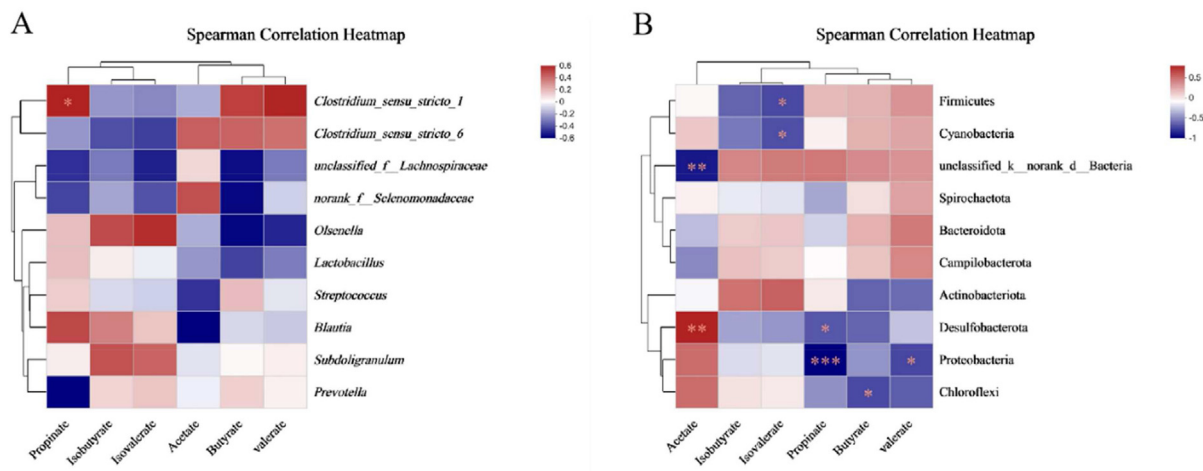 A
Spearman Correlation Heatmap
0.6
0.4
0.2
0
-0.2
-0.4
-0.6
*
Clostridium_sensu_stricto_1
Clostridium_sensu_stricto_6
unclassified_f__Lachnospiraceae
norank_f__Selenomonadaceae
Olsenella
Lactobacillus
Streptococcus
Blautia
Subdoligranulum
Prevotella
Propinate
Isobutyrate
Isovalerate
Acetate
Butyrate
valerate
B
Spearman Correlation Heatmap
0.5
0
-0.5
-1
*
Firmicutes
*
Cyanobacteria
**
unclassified_k__norank_d__Bacteria
Spirochaetota
Bacteroidota
Campilobacterota
Actinobacteriota
** *
Desulfobacterota
*** *
Proteobacteria
*
Chloroflexi
Acetate
Isobutyrate
Isovalerate
Propinate
Butyrate
valerate